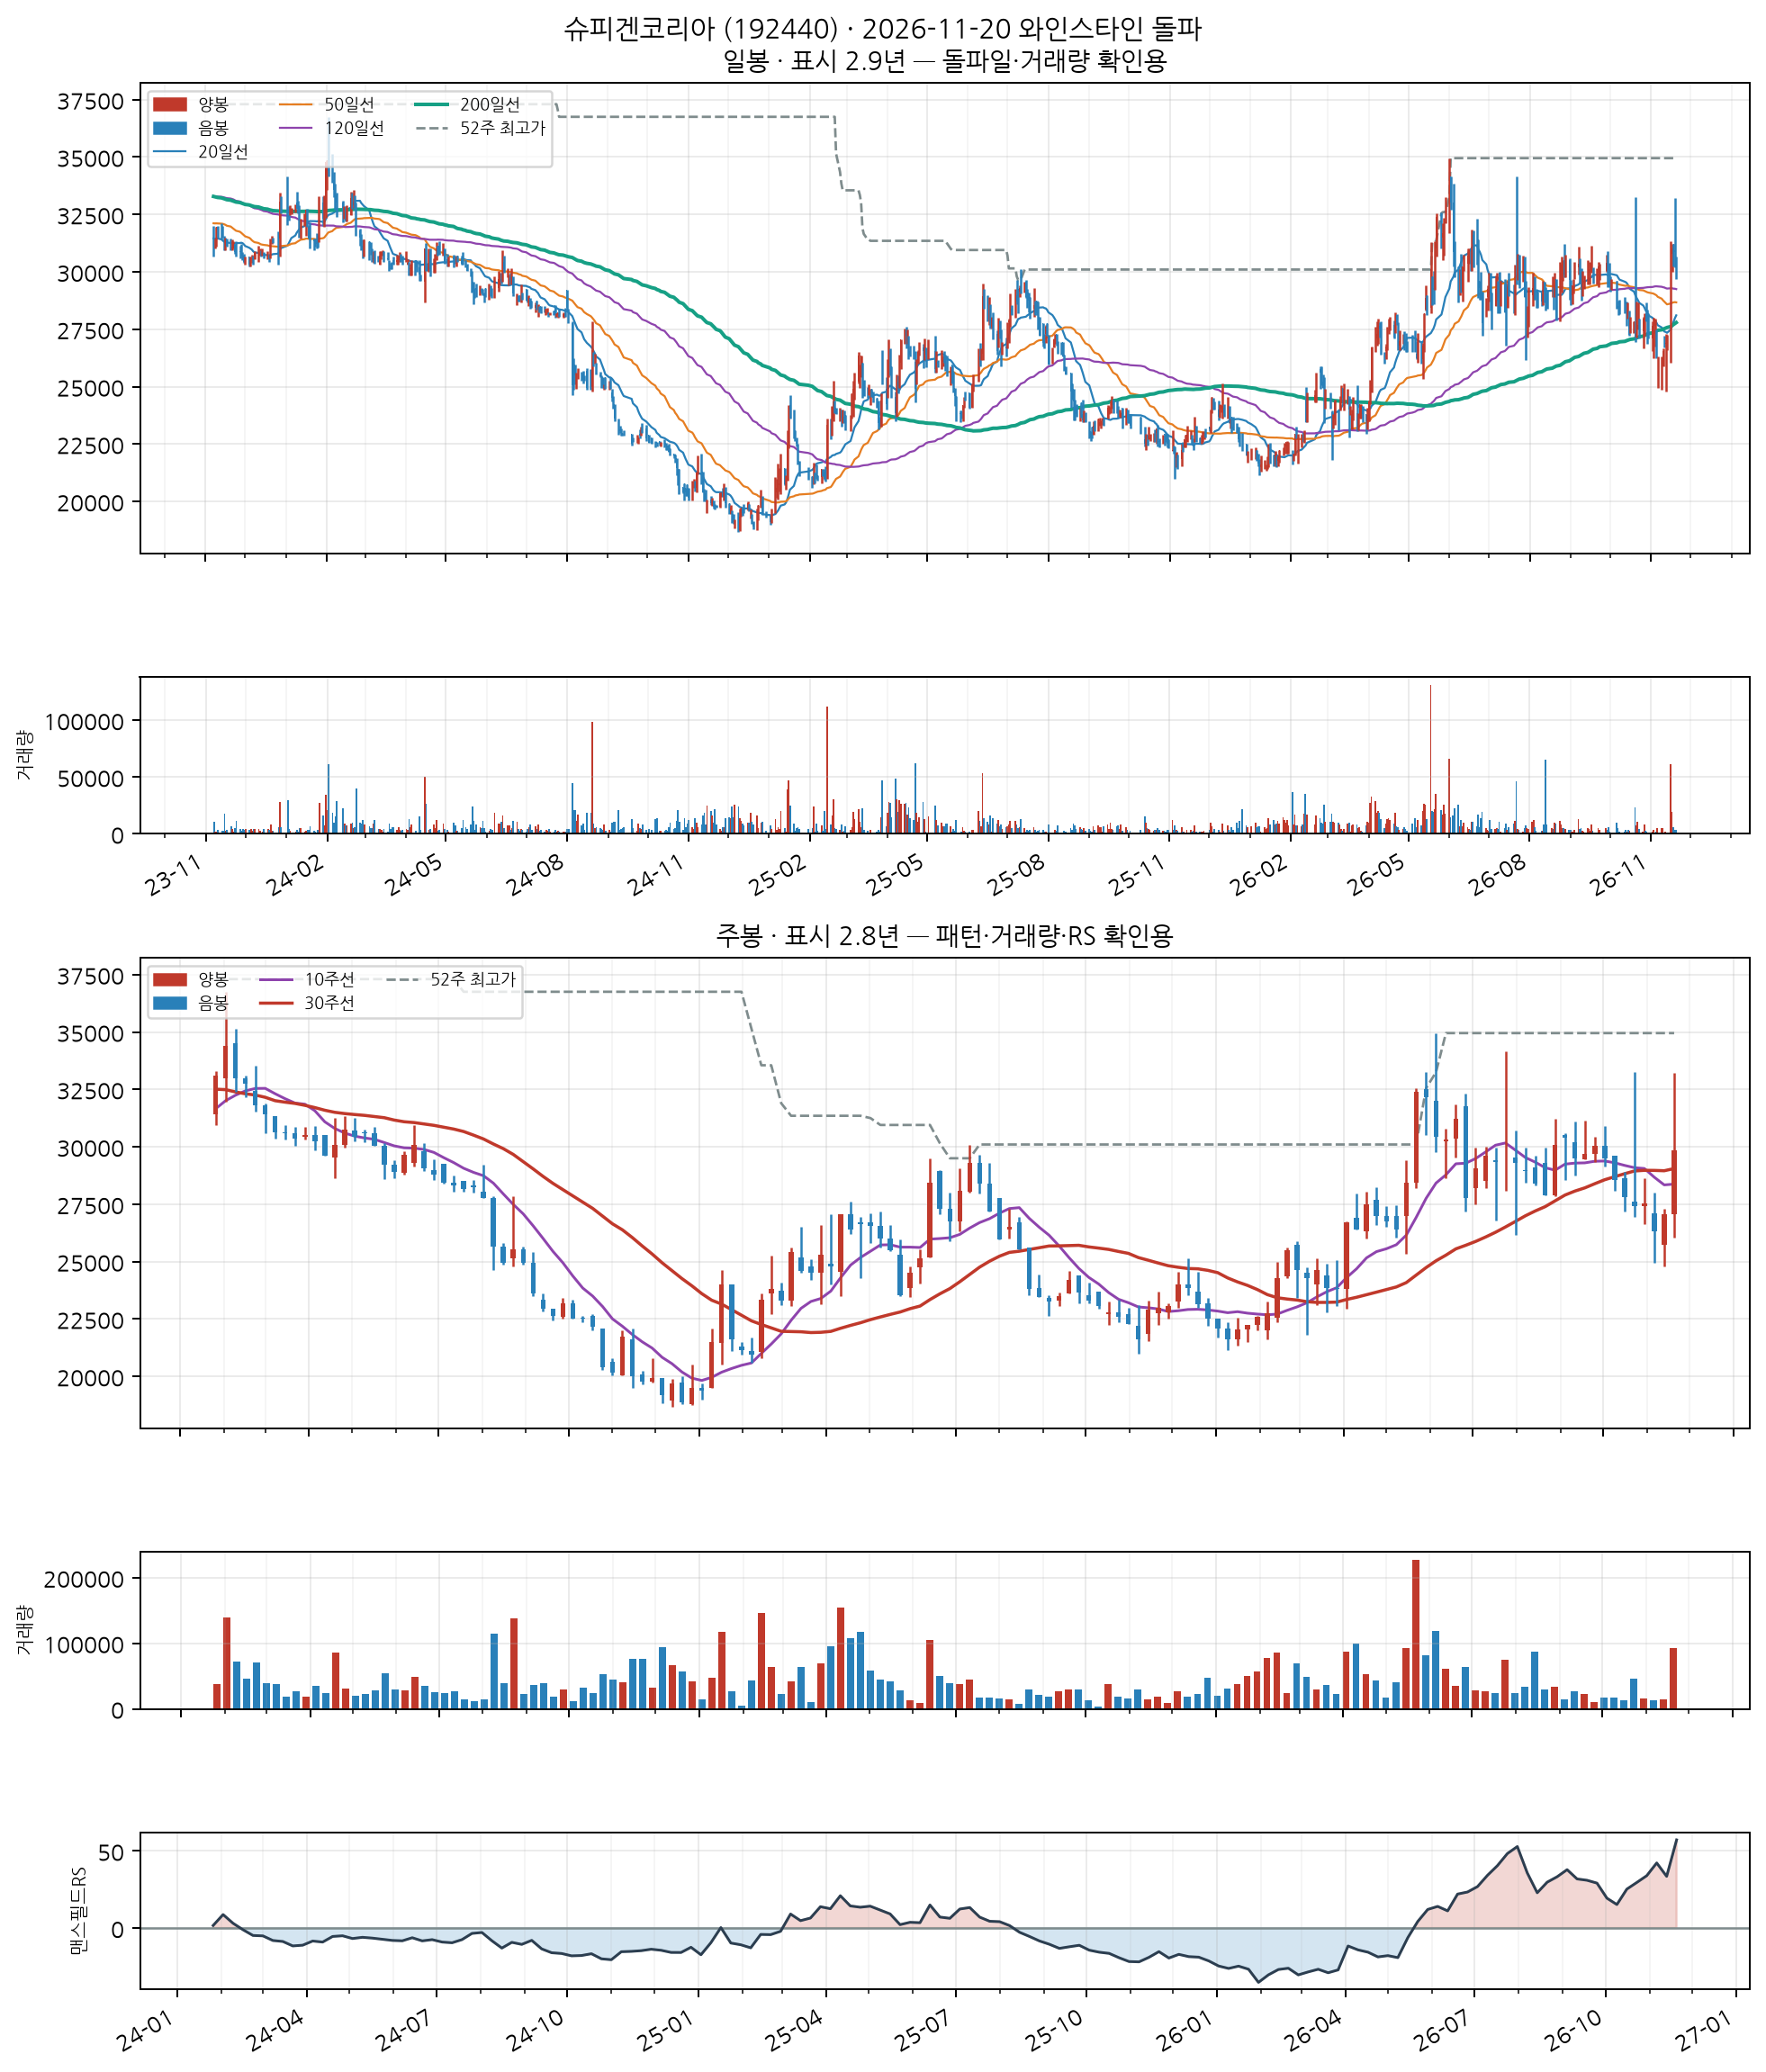 슈피겐코리아 (192440) · 2026-11-20 와인스타인 돌파
일봉 · 표시 2.9년 — 돌파일·거래량 확인용
양봉 50일선 200일선
음봉 120일선 52주 최고가
20일선
37500
35000
32500
30000
27500
25000
22500
20000
거래량
100000
50000
0
23-11 24-02 24-05 24-08 24-11 25-02 25-05 25-08 25-11 26-02 26-05 26-08 26-11
주봉 · 표시 2.8년 — 패턴·거래량·RS 확인용
양봉 10주선 52주 최고가
음봉 30주선
37500
35000
32500
30000
27500
25000
22500
20000
거래량
200000
100000
0
맨스필드RS
50
0
24-01 24-04 24-07 24-10 25-01 25-04 25-07 25-10 26-01 26-04 26-07 26-10 27-01